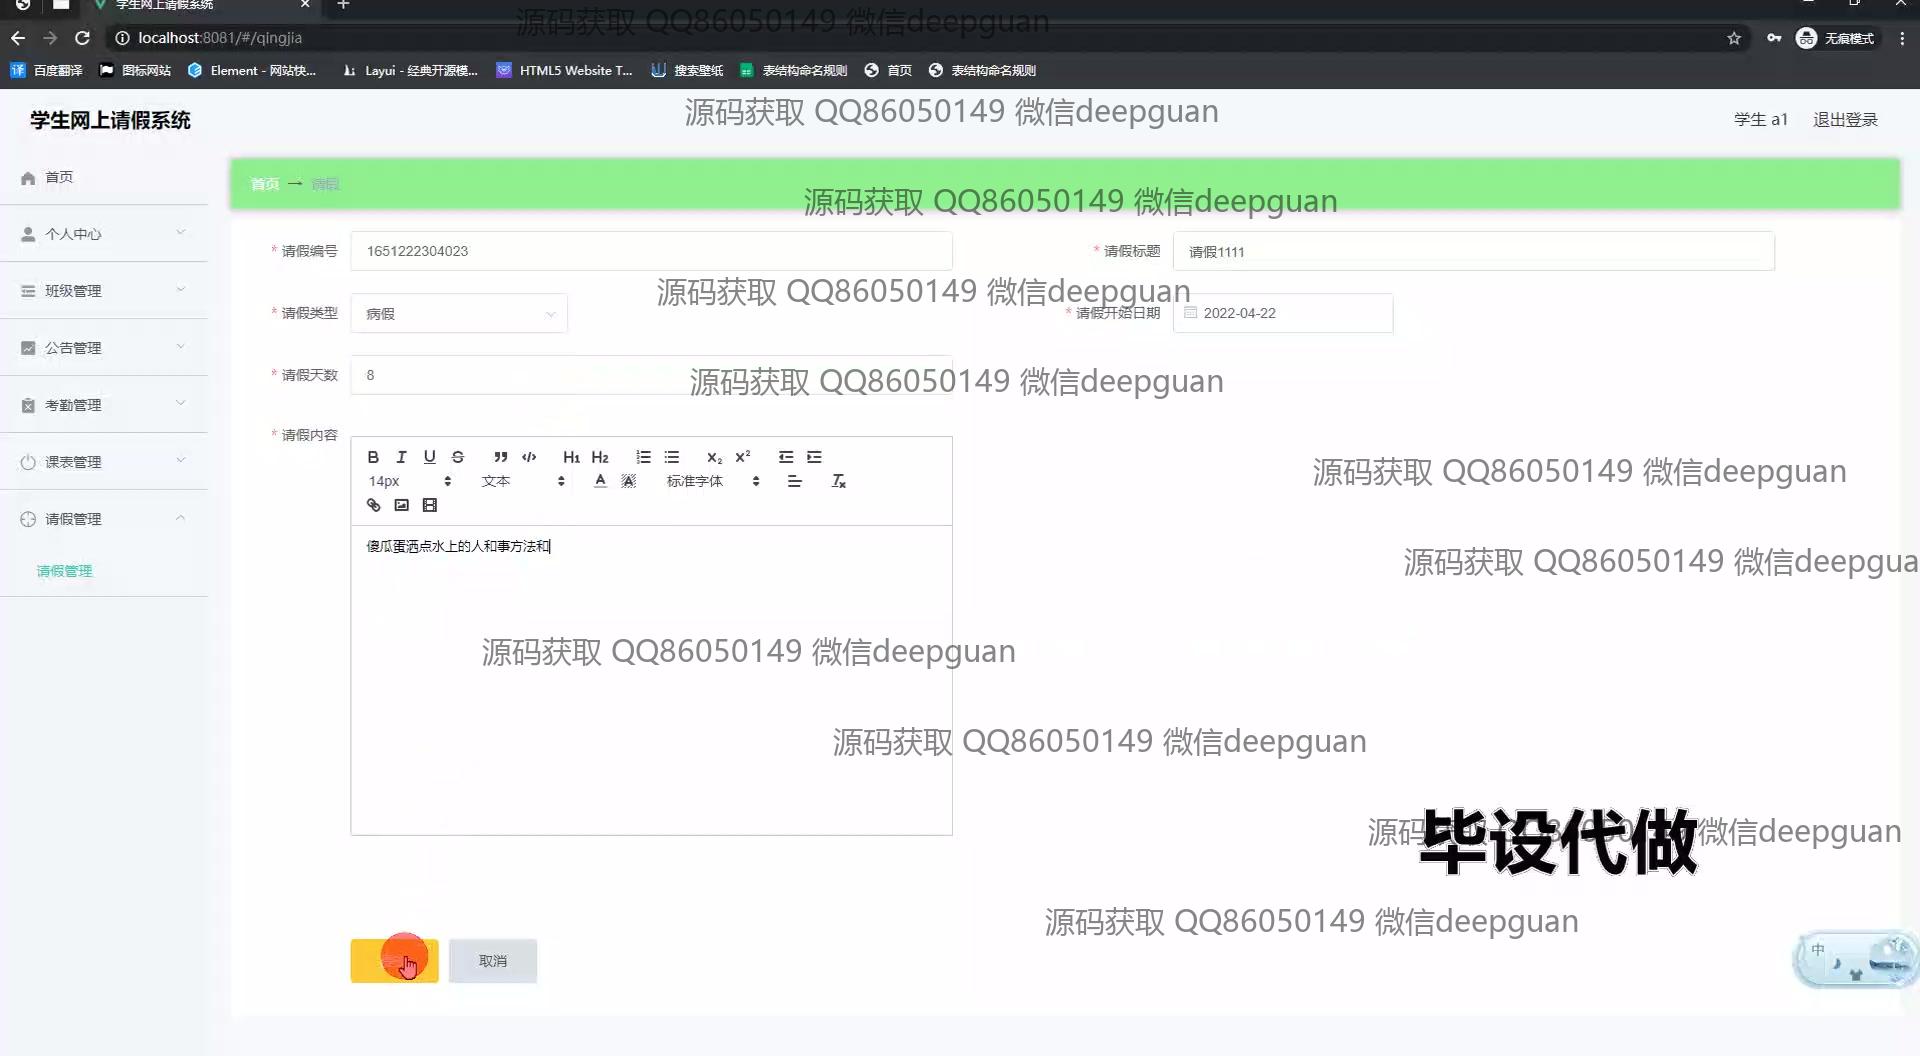 学生网上请假系统
localhost:8081/#/qingjia
无痕模式
百度翻译
图标网站
Element - 网站快...
Layui - 经典开源模...
HTML5 Website T...
搜索壁纸
表结构命名规则
首页
表结构命名规则
源码获取 QQ86050149 微信deepguan
学生网上请假系统
源码获取 QQ86050149 微信deepguan
学生 a1
退出登录
首页
个人中心
班级管理
公告管理
考勤管理
课表管理
请假管理
请假管理
首页 → 请假
源码获取 QQ86050149 微信deepguan
* 请假编号 1651222304023
* 请假标题 请假1111
源码获取 QQ86050149 微信deepguan
* 请假类型 病假
* 请假开始日期 2022-04-22
* 请假天数 8
源码获取 QQ86050149 微信deepguan
* 请假内容
B I U S H1 H2 X2 X2
14px 文本 A A 标准字体 Tx
源码获取 QQ86050149 微信deepguan
傻瓜蛋洒点水上的人和事方法和
源码获取 QQ86050149 微信deepgua
源码获取 QQ86050149 微信deepguan
源码获取 QQ86050149 微信deepguan
毕设代做
源码 微信deepguan
源码获取 QQ86050149 微信deepguan
取消
中